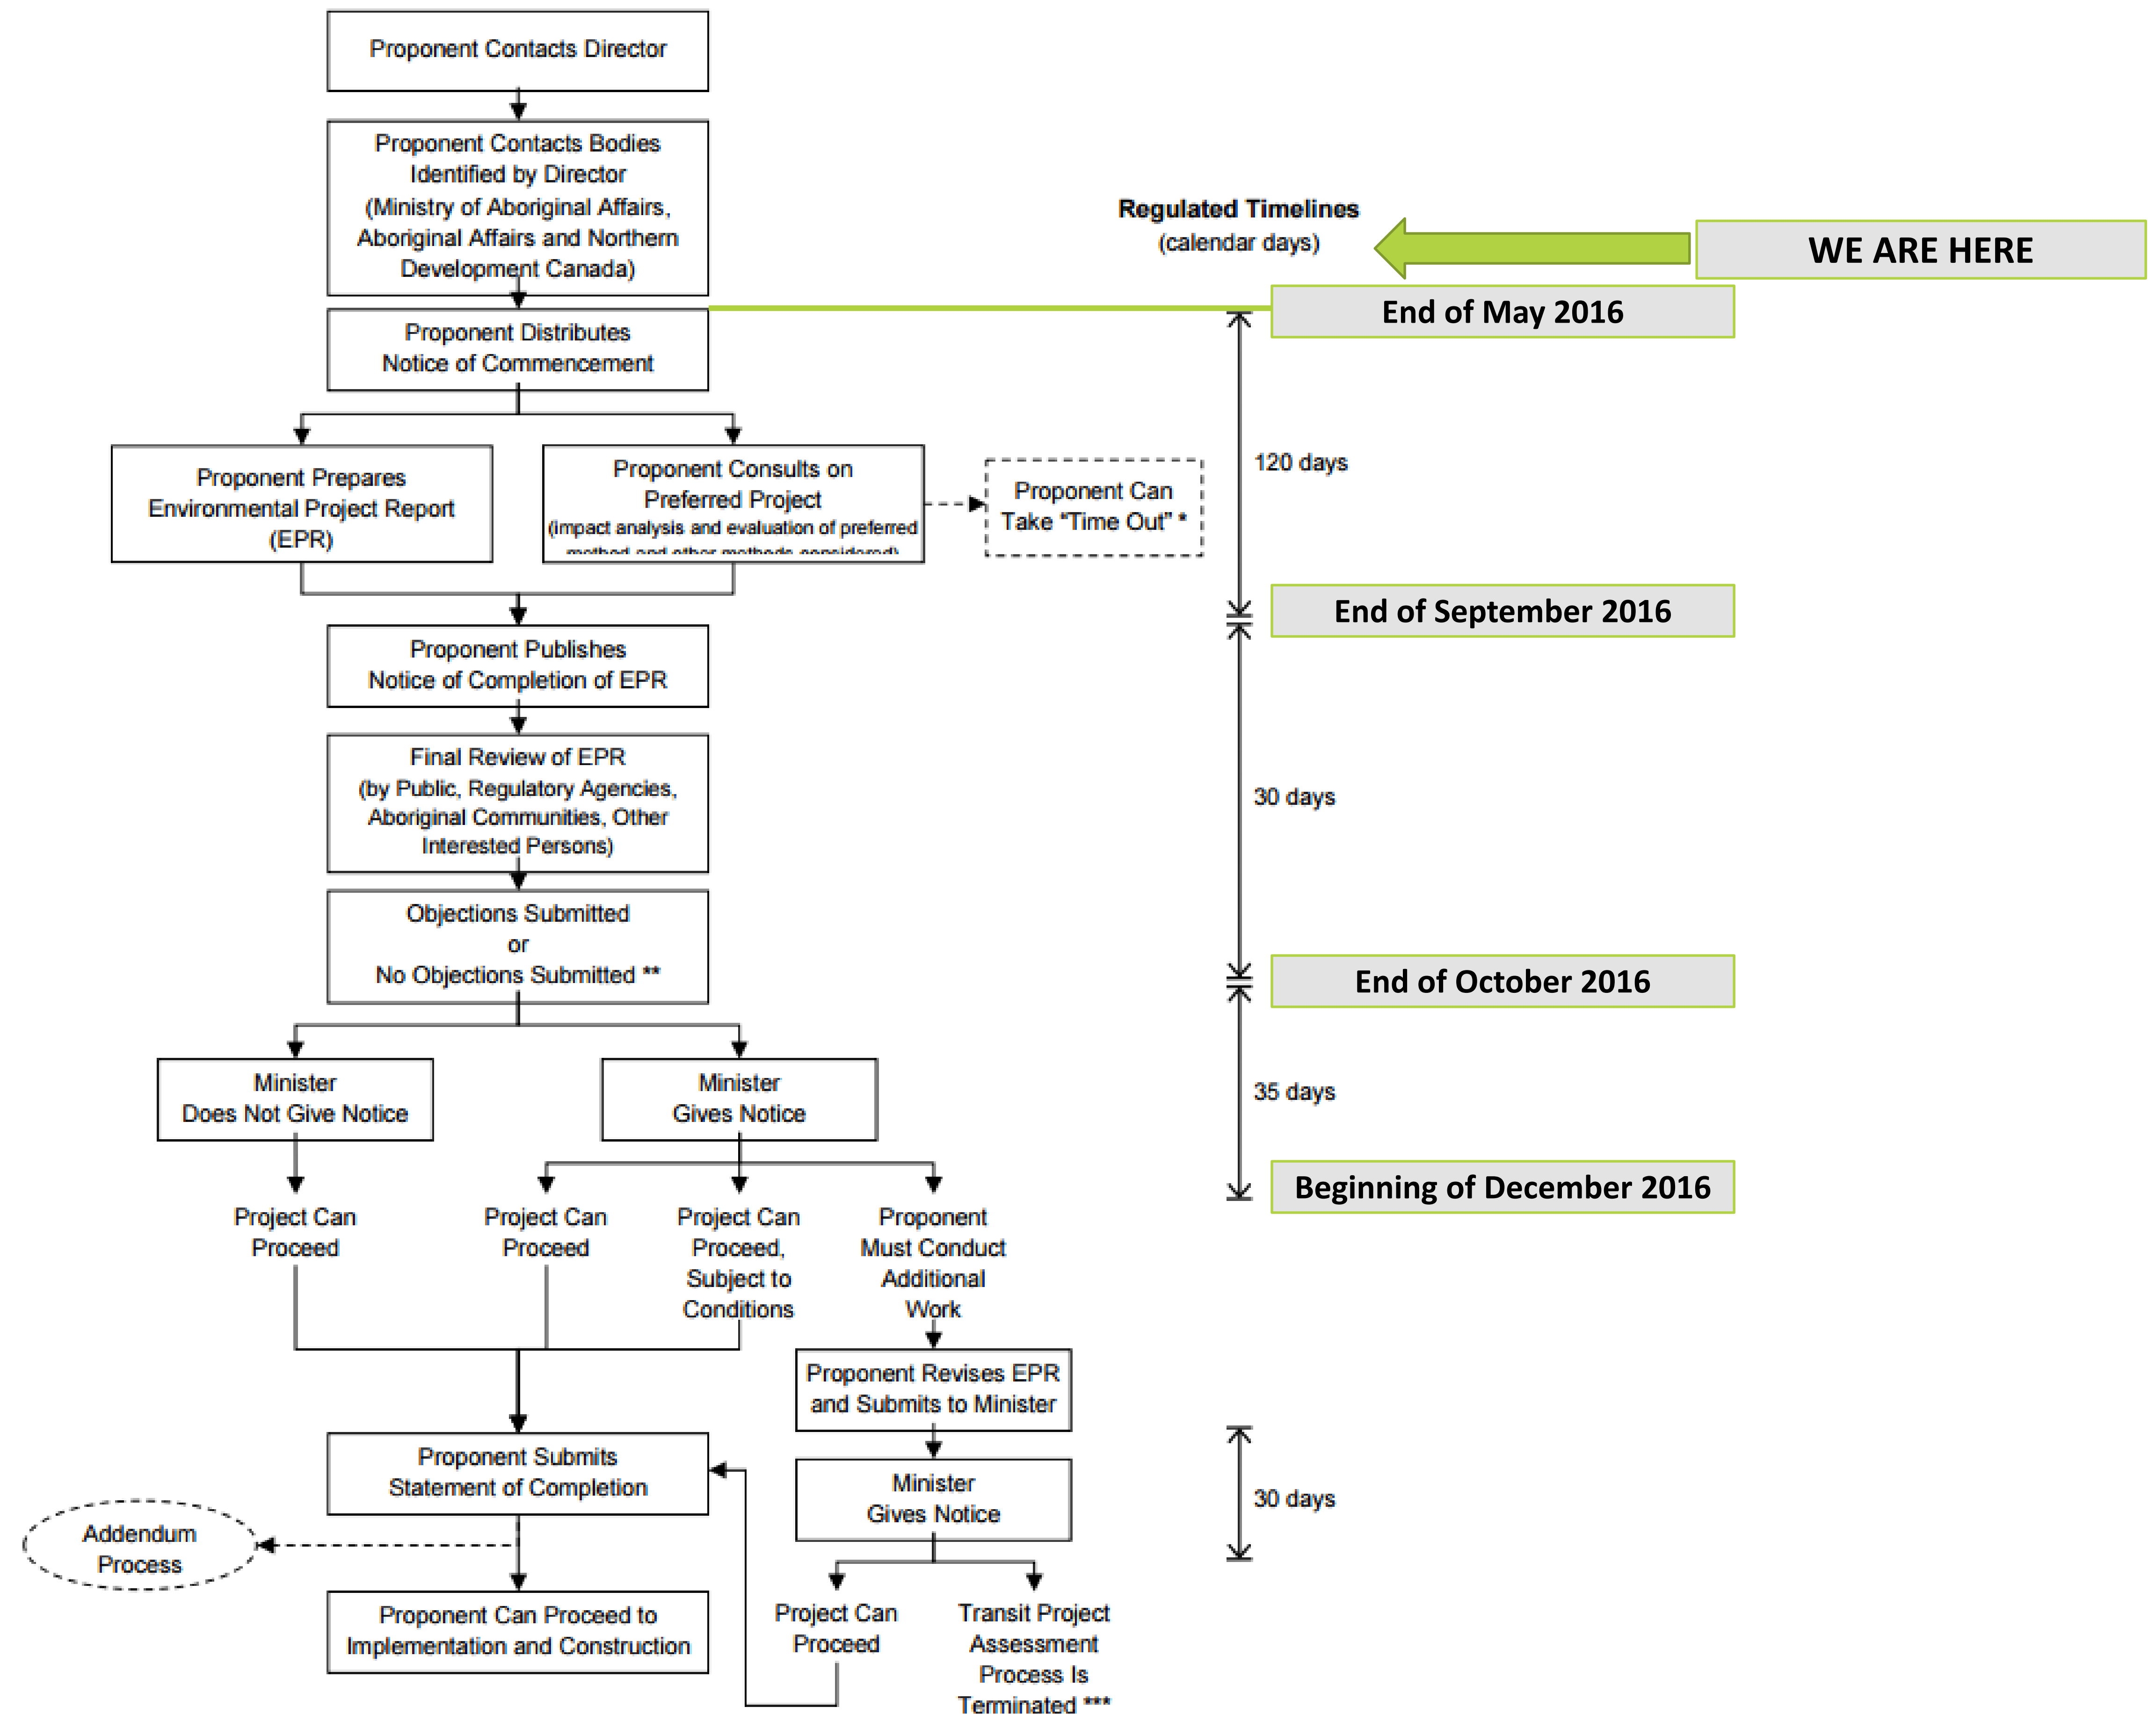 Proponent Contacts Director
Proponent Contacts Bodies
Identified by Director
(Ministry of Aboriginal Affairs,
Aboriginal Affairs and Northern
Development Canada)
Regulated Timelines
(calendar days)
WE ARE HERE
End of May 2016
Proponent Distributes
Notice of Commencement
Proponent Prepares
Environmental Project Report
(EPR)
Proponent Consults on
Preferred Project
(impact analysis and evaluation of preferred
method and other methods considered)
Proponent Can
Take “Time Out” *
120 days
End of September 2016
Proponent Publishes
Notice of Completion of EPR
Final Review of EPR
(by Public, Regulatory Agencies,
Aboriginal Communities, Other
Interested Persons)
30 days
Objections Submitted
or
No Objections Submitted **
End of October 2016
Minister
Does Not Give Notice
Minister
Gives Notice
35 days
Beginning of December 2016
Project Can
Proceed
Project Can
Proceed
Project Can
Proceed,
Subject to
Conditions
Proponent
Must Conduct
Additional
Work
Proponent Revises EPR
and Submits to Minister
Proponent Submits
Statement of Completion
Minister
Gives Notice
30 days
Addendum
Process
Proponent Can Proceed to
Implementation and Construction
Project Can
Proceed
Transit Project
Assessment
Process Is
Terminated ***